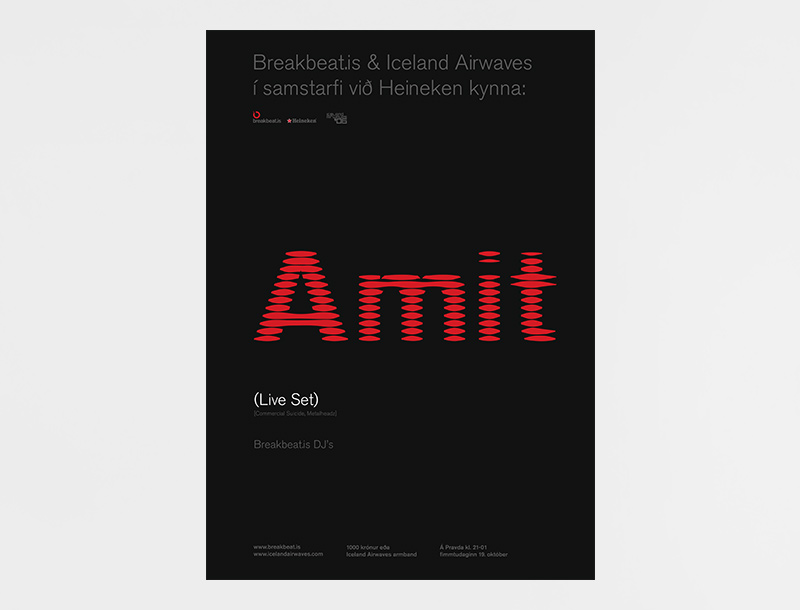 Breakbeat.is & Iceland Airwaves
í samstarfi við Heineken kynna:
breakbeat.is
Heineken
Amit
(Live Set)
(Commercial Suicide, Metalheadz)
Breakbeat.is DJ's
www.breakbeat.is
www.icelandairwaves.com
1000 krónur eða
Iceland Airwaves armband
Á Pravda kl. 21-01
fimmtudaginn 19. október